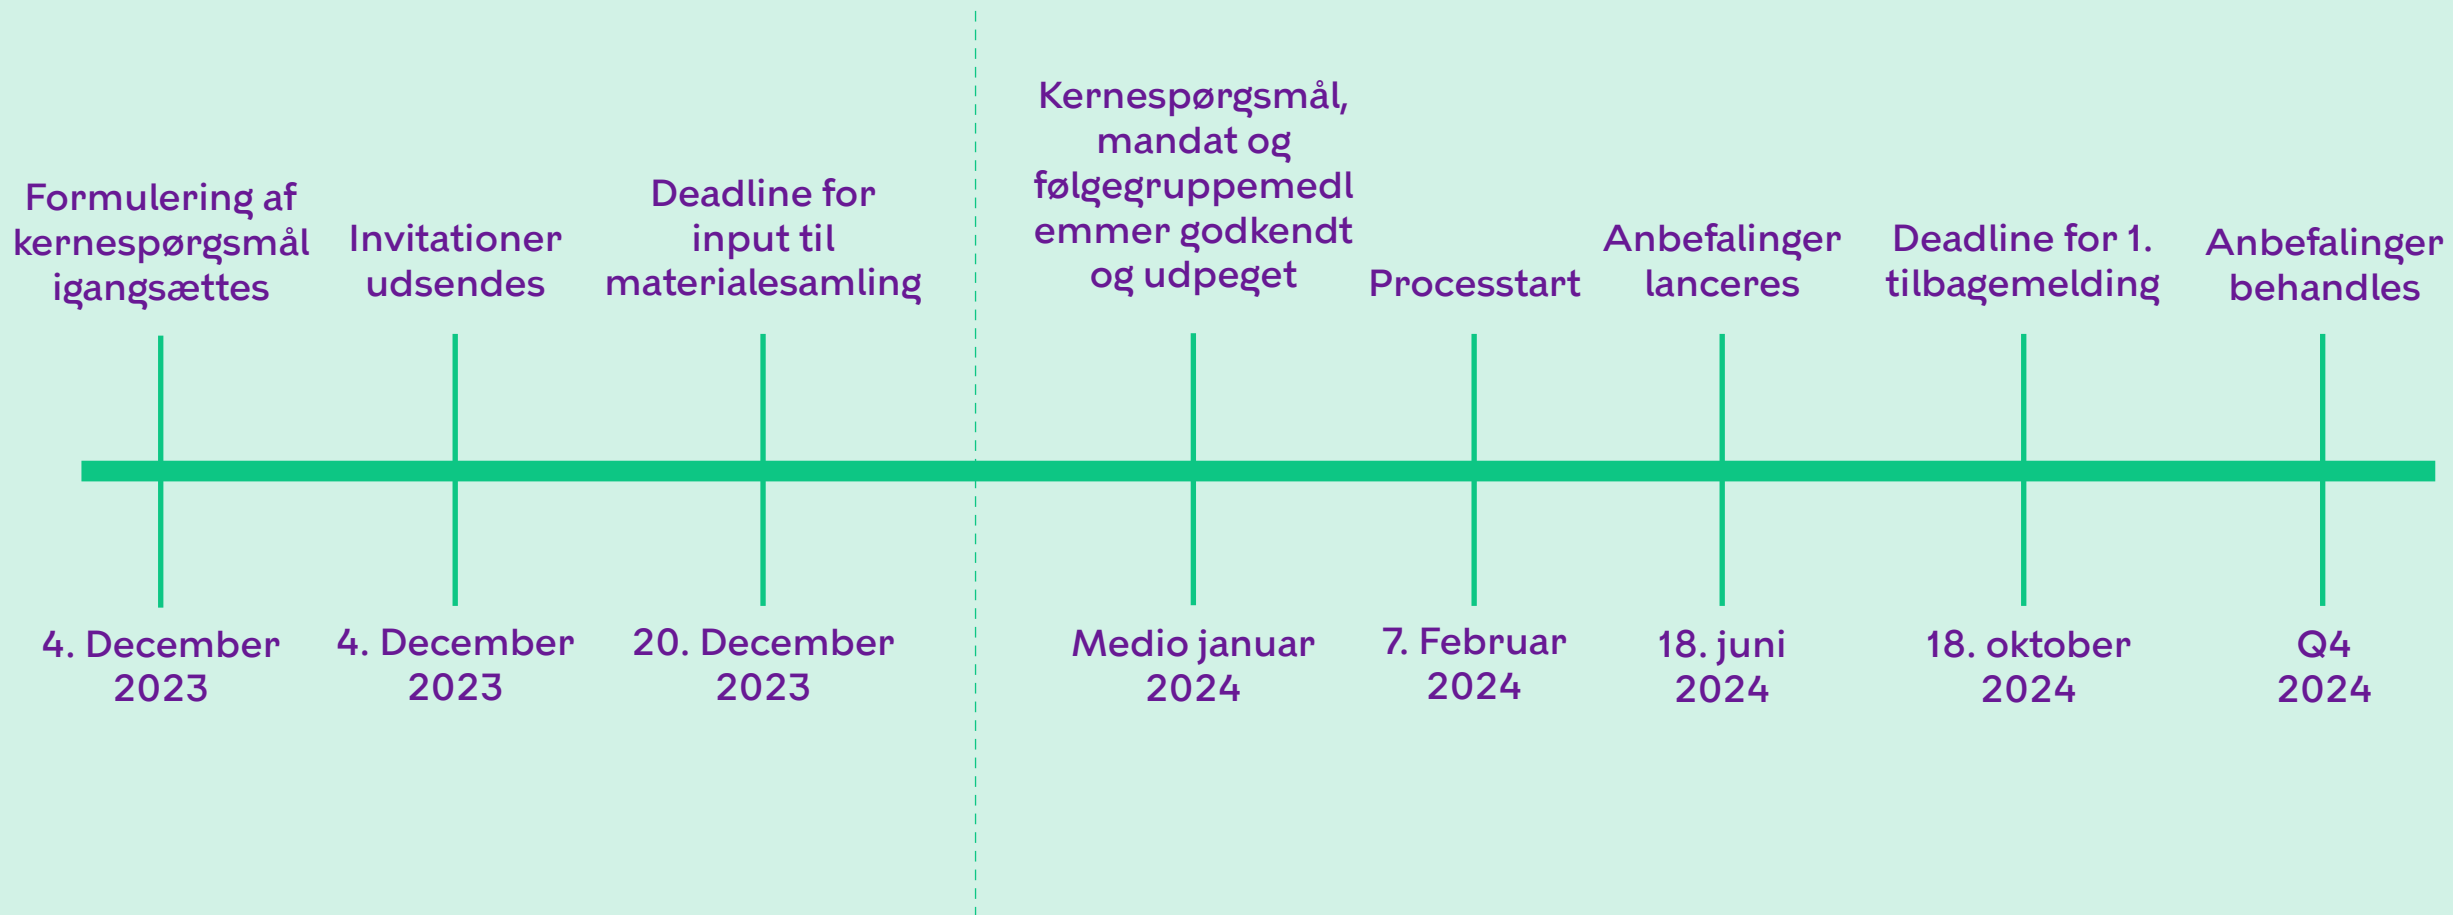 Formulering af
kernespørgsmål
igangsættes
Invitationer
udsendes
Deadline for
input til
materialesamling
Kernespørgsmål,
mandat og
følgegruppemedl
emmer godkendt
og udpeget
Processtart
Anbefalinger
lanceres
Deadline for 1.
tilbagemelding
Anbefalinger
behandles
4. December
2023
4. December
2023
20. December
2023
Medio januar
2024
7. Februar
2024
18. juni
2024
18. oktober
2024
Q4
2024